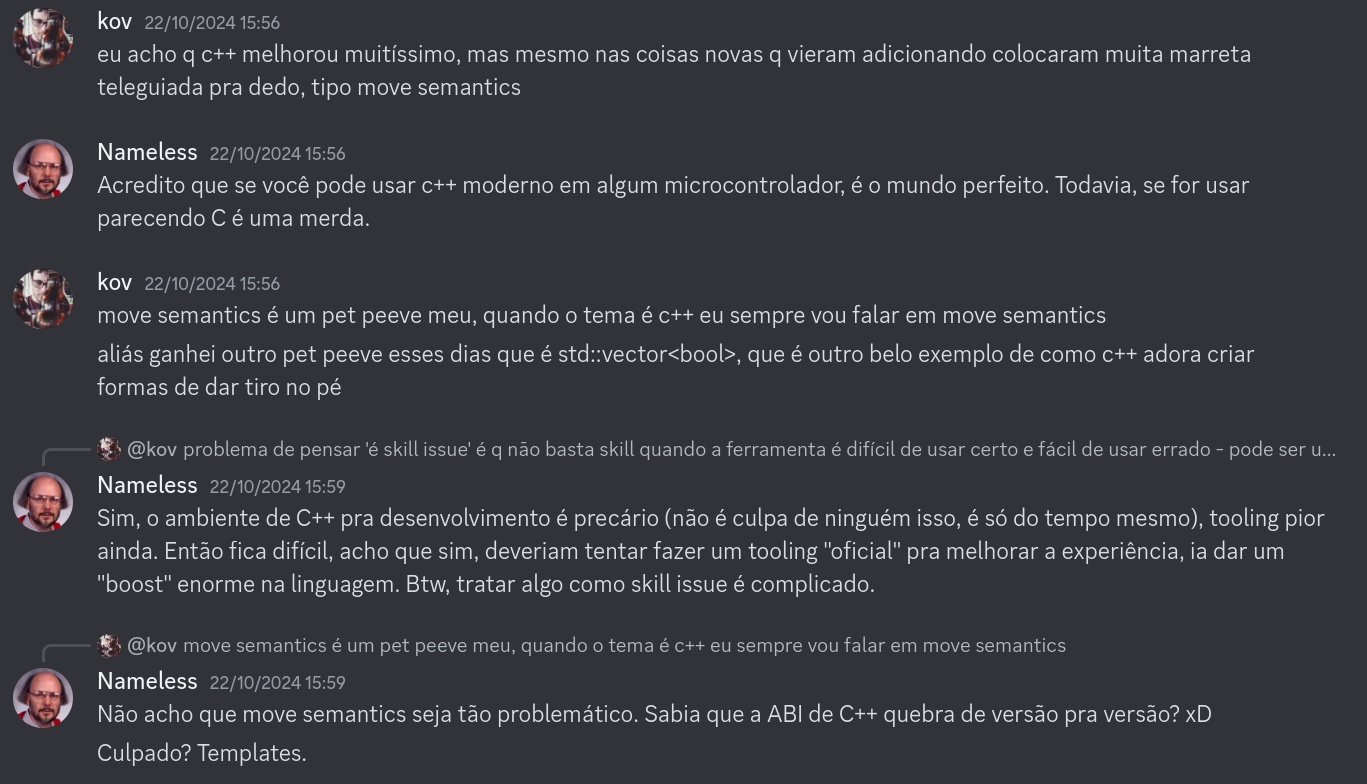 kov 22/10/2024 15:56
eu acho q c++ melhorou muitíssimo, mas mesmo nas coisas novas q vieram adicionando colocaram muita marreta
teleguiada pra dedo, tipo move semantics
Nameless 22/10/2024 15:56
Acredito que se você pode usar c++ moderno em algum microcontrolador, é o mundo perfeito. Todavia, se for usar
parecendo C é uma merda.
kov 22/10/2024 15:56
move semantics é um pet peeve meu, quando o tema é c++ eu sempre vou falar em move semantics
aliás ganhei outro pet peeve esses dias que é std::vector<bool>, que é outro belo exemplo de como c++ adora criar
formas de dar tiro no pé
@kov problema de pensar 'é skill issue' é q não basta skill quando a ferramenta é difícil de usar certo e fácil de usar errado - pode ser u...
Nameless 22/10/2024 15:59
Sim, o ambiente de C++ pra desenvolvimento é precário (não é culpa de ninguém isso, é só do tempo mesmo), tooling pior
ainda. Então fica difícil, acho que sim, deveriam tentar fazer um tooling "oficial" pra melhorar a experiência, ia dar um
"boost" enorme na linguagem. Btw, tratar algo como skill issue é complicado.
@kov move semantics é um pet peeve meu, quando o tema é c++ eu sempre vou falar em move semantics
Nameless 22/10/2024 15:59
Não acho que move semantics seja tão problemático. Sabia que a ABI de C++ quebra de versão pra versão? xD
Culpado? Templates.